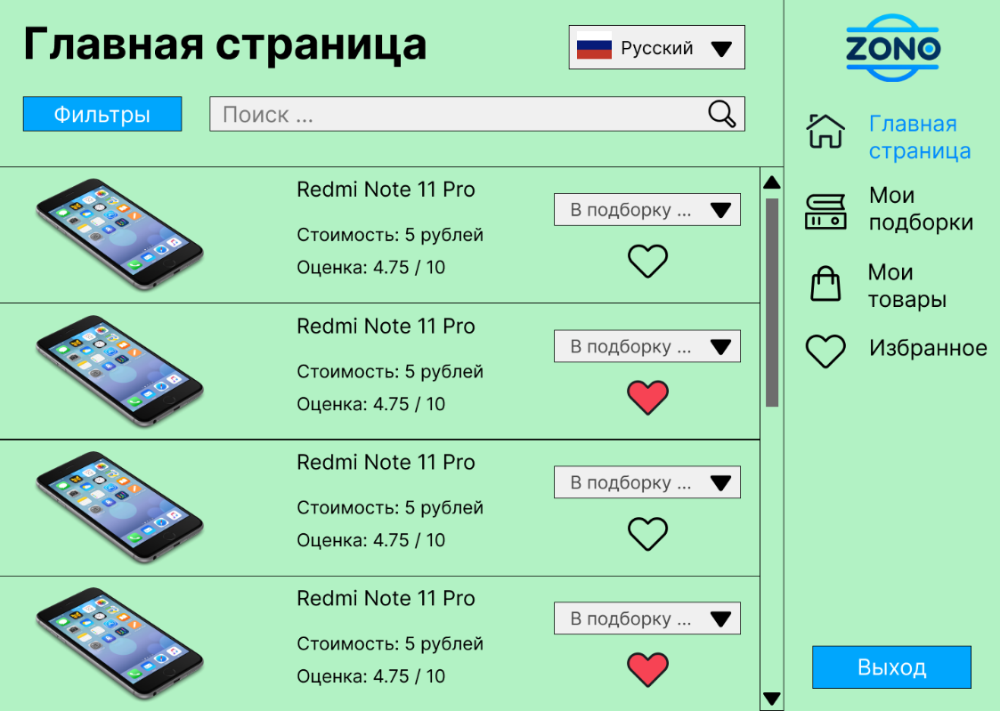 Главная страница
Русский
Фильтры
Поиск ...
Redmi Note 11 Pro
Стоимость: 5 рублей
Оценка: 4.75 / 10
В подборку ...
Redmi Note 11 Pro
Стоимость: 5 рублей
Оценка: 4.75 / 10
В подборку ...
Redmi Note 11 Pro
Стоимость: 5 рублей
Оценка: 4.75 / 10
В подборку ...
Redmi Note 11 Pro
Стоимость: 5 рублей
Оценка: 4.75 / 10
В подборку ...
ZONO
Главная
страница
Мои
подборки
Мои
товары
Избранное
Выход